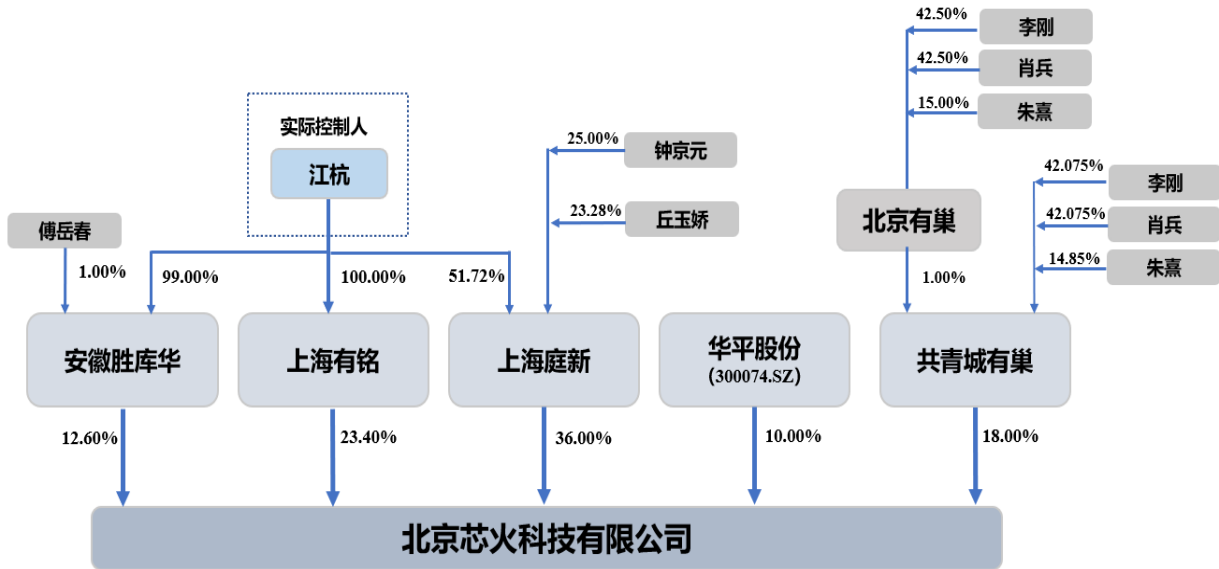 42.50%
李刚
42.50%
肖兵
15.00%
朱熹
实际控制人
江杭
25.00%
钟京元
23.28%
丘玉娇
北京有巢
42.075%
李刚
42.075%
肖兵
14.85%
朱熹
傅岳春
1.00%
99.00%
100.00%
51.72%
1.00%
安徽胜库华
上海有铭
上海庭新
华平股份
(300074.SZ)
共青城有巢
12.60%
23.40%
36.00%
10.00%
18.00%
北京芯火科技有限公司